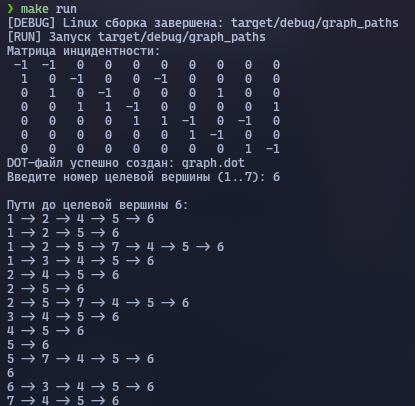 ❯ make run
[DEBUG] Linux сборка завершена: target/debug/graph_paths
[RUN] Запуск target/debug/graph_paths
Матрица инцидентности:
-1 -1 0 0 0 0 0 0 0 0
1 0 -1 0 0 -1 0 0 0 0
0 1 0 -1 0 0 0 1 0 0
0 0 1 1 -1 0 0 0 0 1
0 0 0 0 1 1 -1 0 -1 0
0 0 0 0 0 0 1 -1 0 0
0 0 0 0 0 0 0 0 1 -1
DOT-файл успешно создан: graph.dot
Введите номер целевой вершины (1..7): 6
Пути до целевой вершины 6:
1 -> 2 -> 4 -> 5 -> 6
1 -> 2 -> 5 -> 6
1 -> 2 -> 5 -> 7 -> 4 -> 5 -> 6
1 -> 3 -> 4 -> 5 -> 6
2 -> 4 -> 5 -> 6
2 -> 5 -> 6
2 -> 5 -> 7 -> 4 -> 5 -> 6
3 -> 4 -> 5 -> 6
4 -> 5 -> 6
5 -> 6
5 -> 7 -> 4 -> 5 -> 6
6
6 -> 3 -> 4 -> 5 -> 6
7 -> 4 -> 5 -> 6